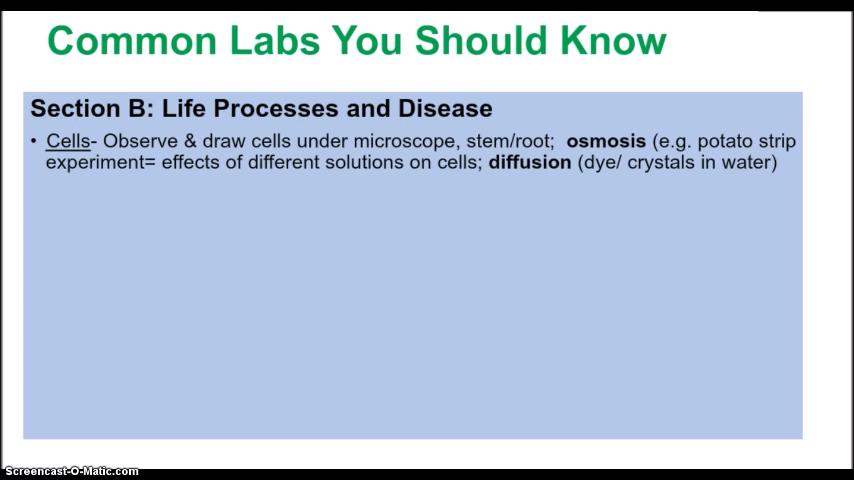 Common Labs You Should Know
Section B: Life Processes and Disease
• Cells- Observe & draw cells under microscope, stem/root; osmosis (e.g. potato strip
experiment= effects of different solutions on cells; diffusion (dye/ crystals in water)
Screencast-O-Matic.com